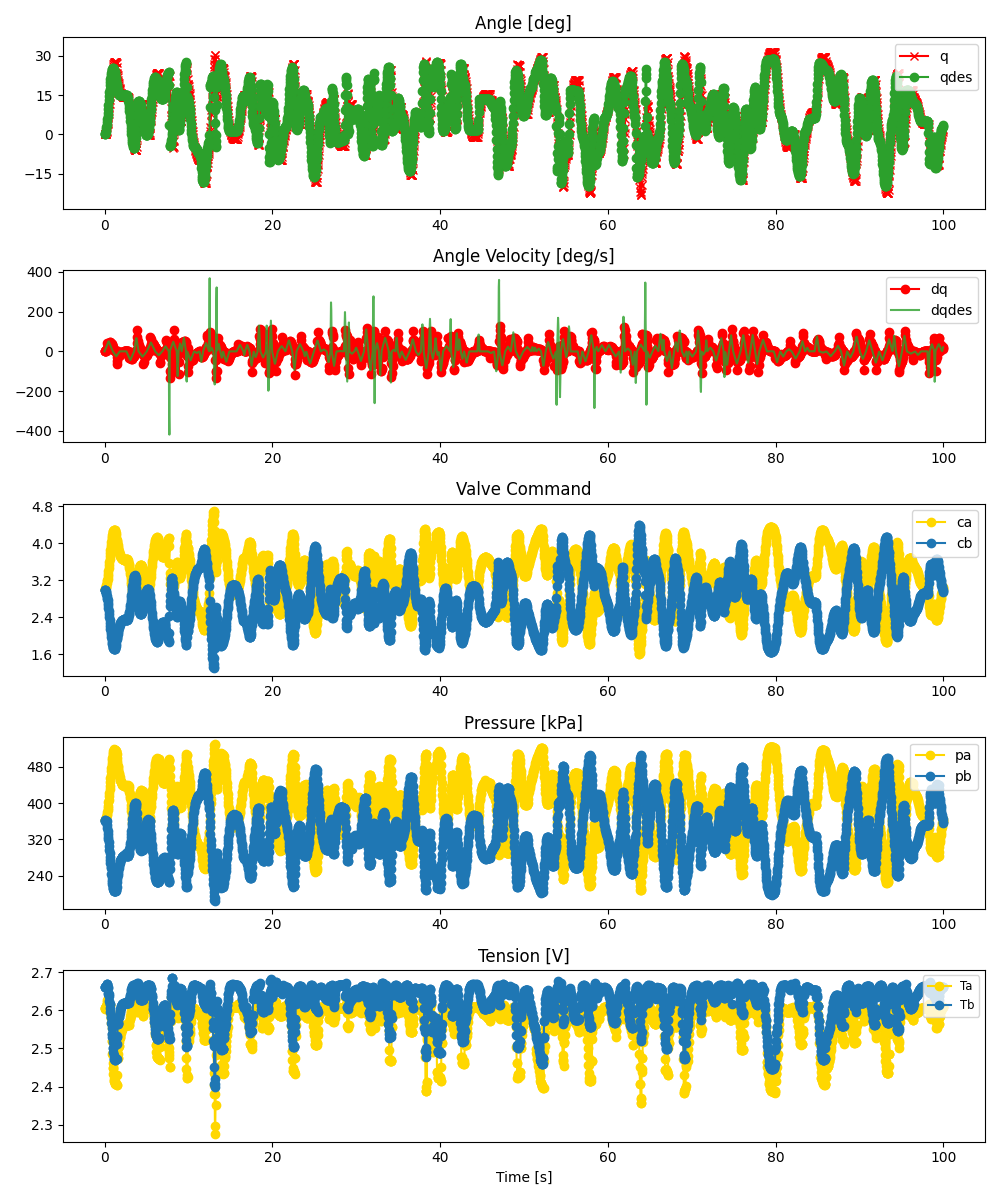 Angle [deg]
30
15
0
−15
q
qdes
0 20 40 60 80 100
Angle Velocity [deg/s]
400
200
0
−200
−400
dq
dqdes
0 20 40 60 80 100
Valve Command
4.8
4.0
3.2
2.4
1.6
ca
cb
0 20 40 60 80 100
Pressure [kPa]
480
400
320
240
pa
pb
0 20 40 60 80 100
Tension [V]
2.7
2.6
2.5
2.4
2.3
Ta
Tb
0 20 40 60 80 100
Time [s]